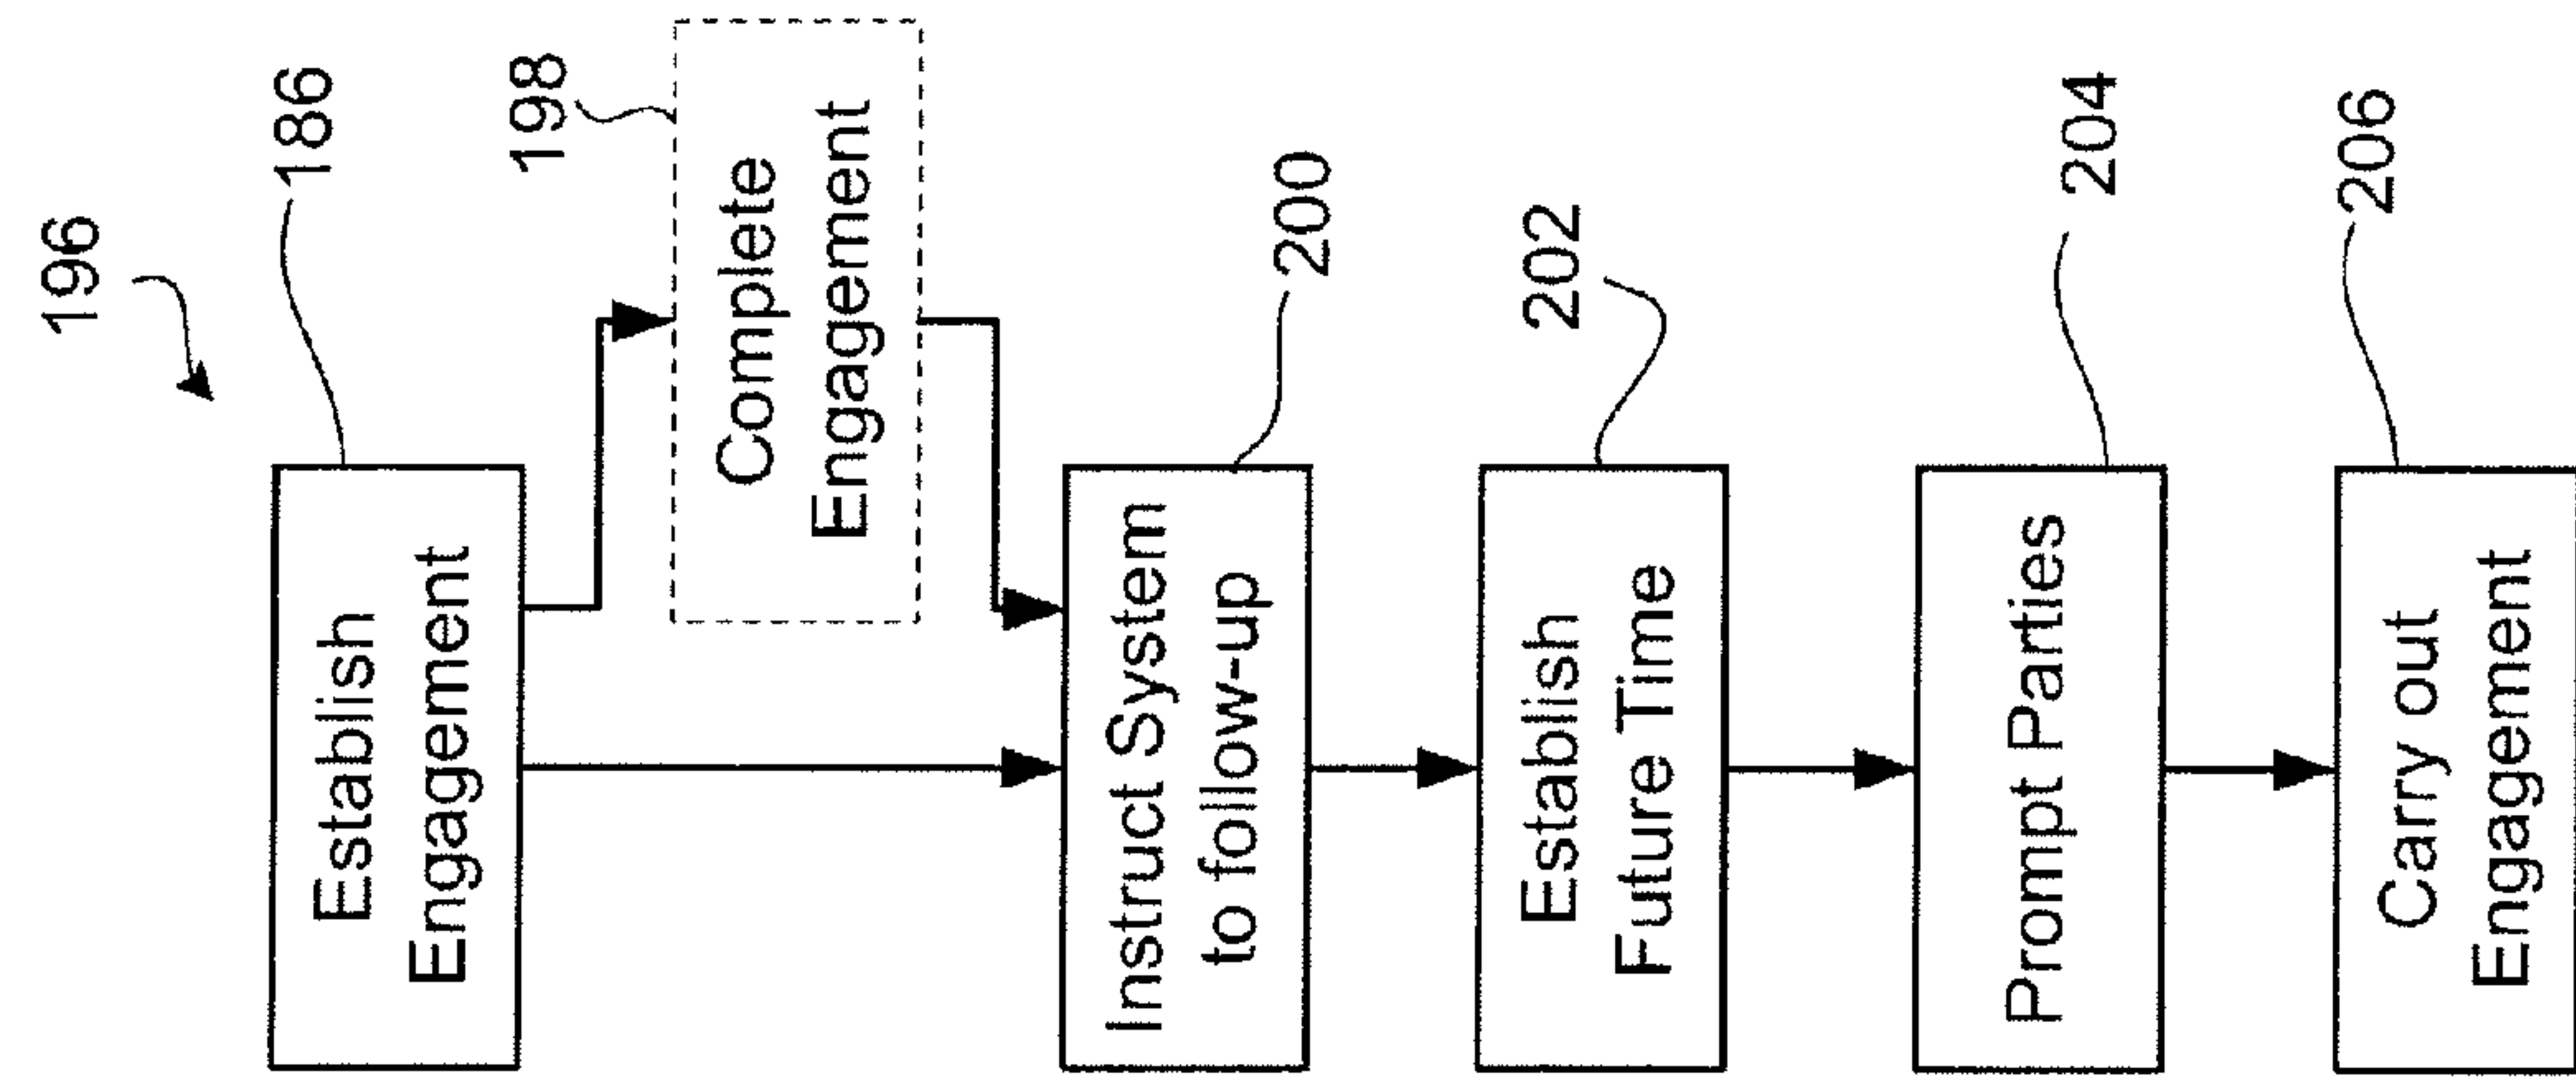 196
186
Establish
Engagement
198
Complete
Engagement
200
Instruct System
to follow-up
202
Establish
Future Time
204
Prompt Parties
206
Carry out
Engagement